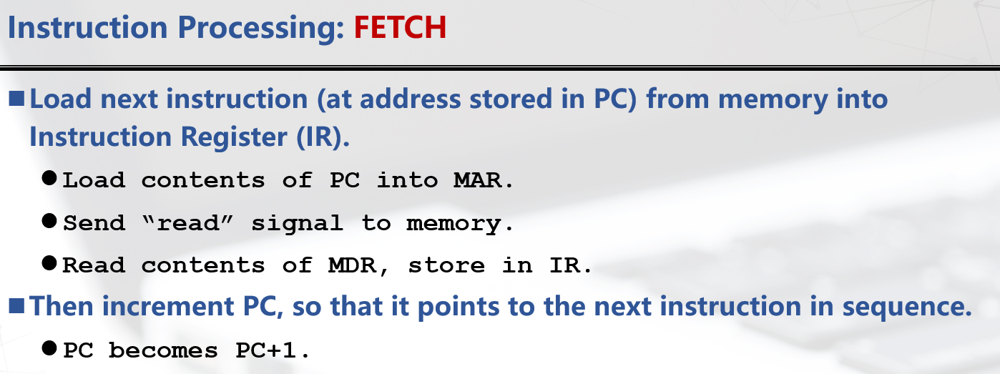 Instruction Processing: FETCH
■Load next instruction (at address stored in PC) from memory into
Instruction Register (IR).
●Load contents of PC into MAR.
●Send “read” signal to memory.
●Read contents of MDR, store in IR.
■Then increment PC, so that it points to the next instruction in sequence.
●PC becomes PC+1.